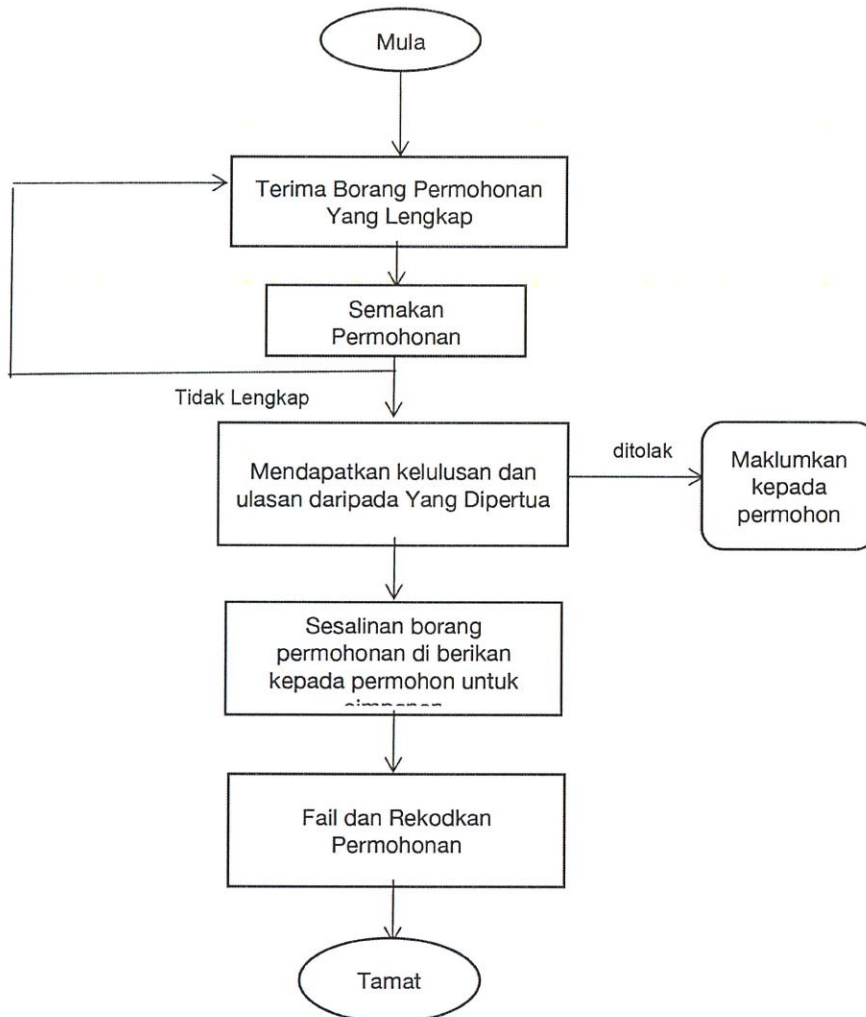 Mula
Terima Borang Permohonan
Yang Lengkap
Semakan
Permohonan
Tidak Lengkap
Mendapatkan kelulusan dan
ulasan daripada Yang Dipertua
ditolak
Maklumkan
kepada
permohon
Sesalinan borang
permohonan di berikan
kepada permohon untuk
Fail dan Rekodkan
Permohonan
Tamat